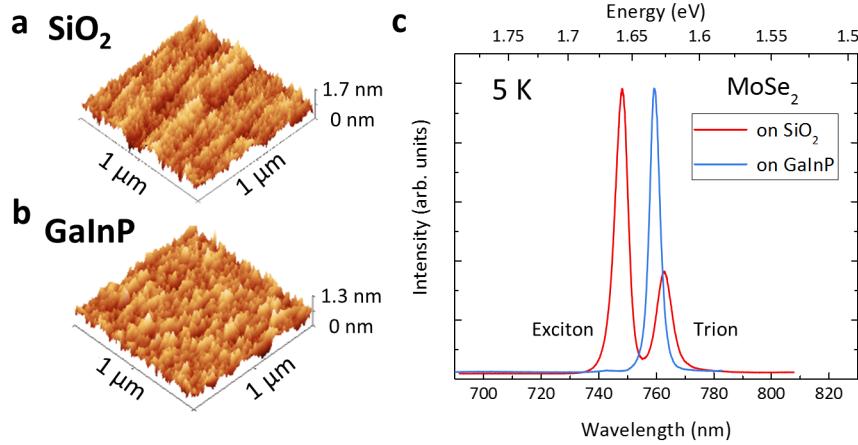 a
SiO₂
1.7 nm
0 nm
1 µm
1 µm
b
GaInP
1.3 nm
0 nm
1 µm
1 µm
c
Energy (eV)
1.75 1.7 1.65 1.6 1.55 1.5
5 K
MoSe₂
on SiO₂
on GaInP
Intensity (arb. units)
Exciton
Trion
700 720 740 760 780 800 820
Wavelength (nm)